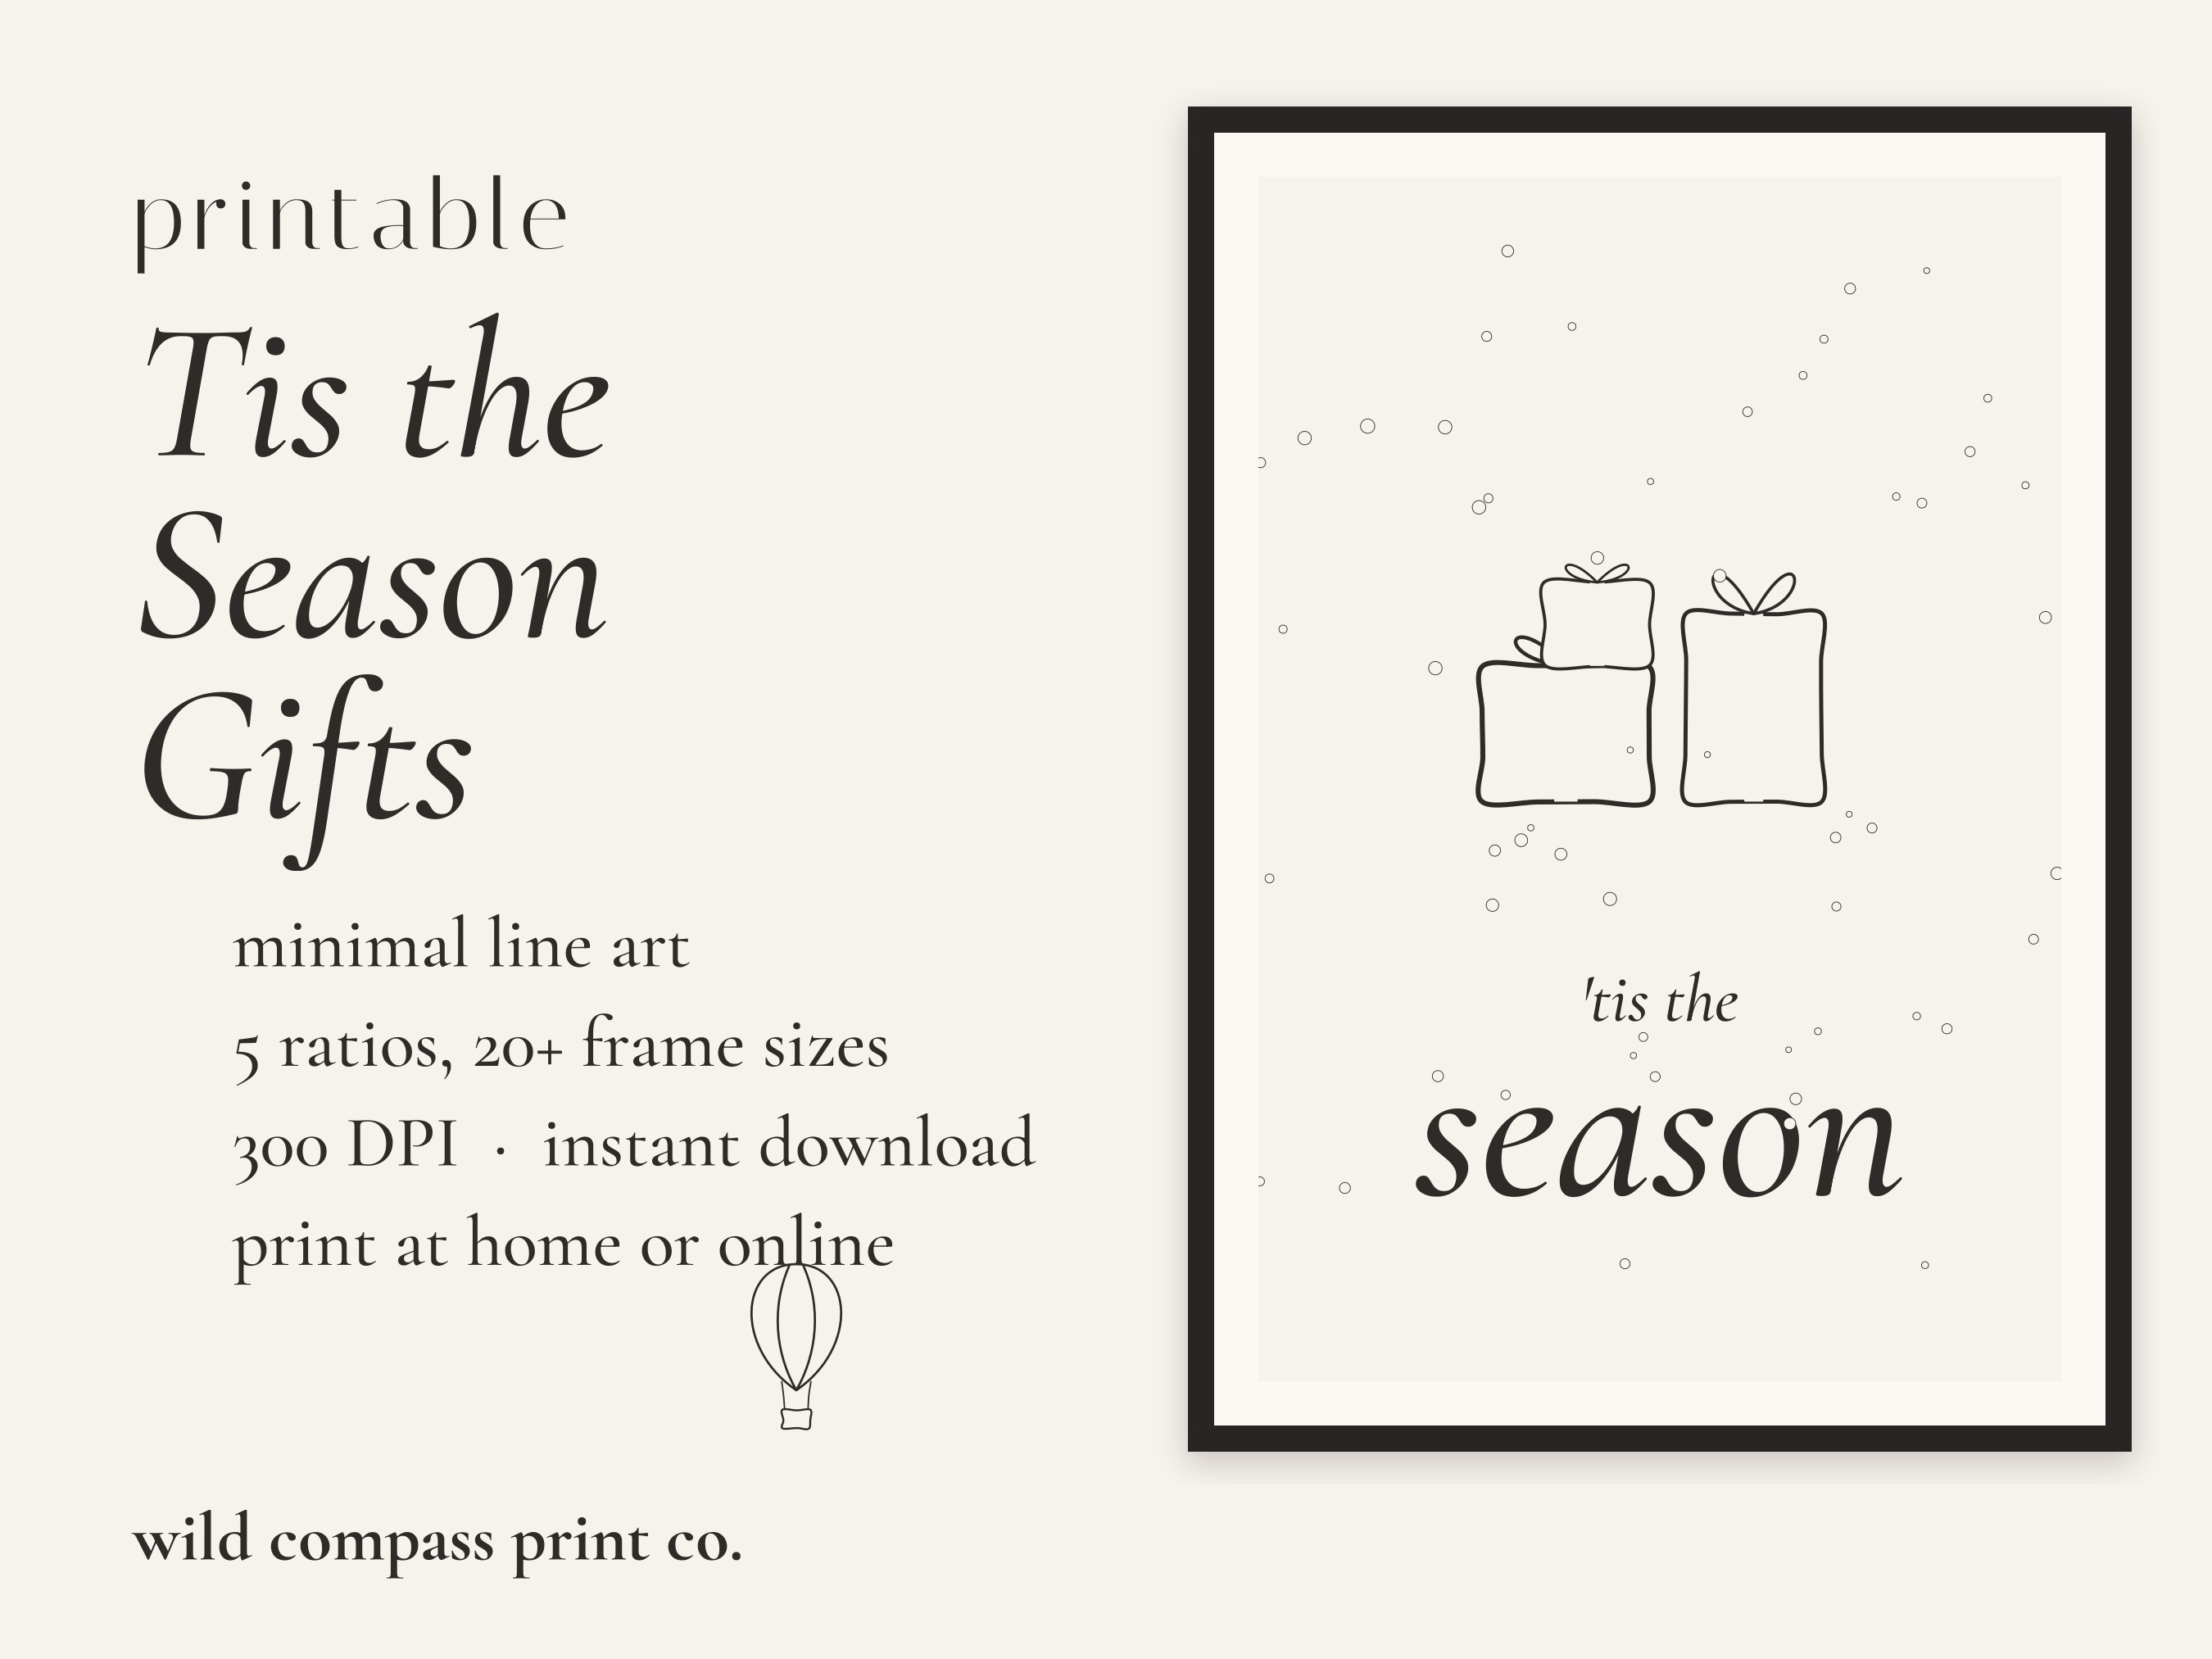 printable
Tis the
Season
Gifts
minimal line art
5 ratios, 20+ frame sizes
300 DPI · instant download
print at home or online
wild compass print co.
'tis the
season